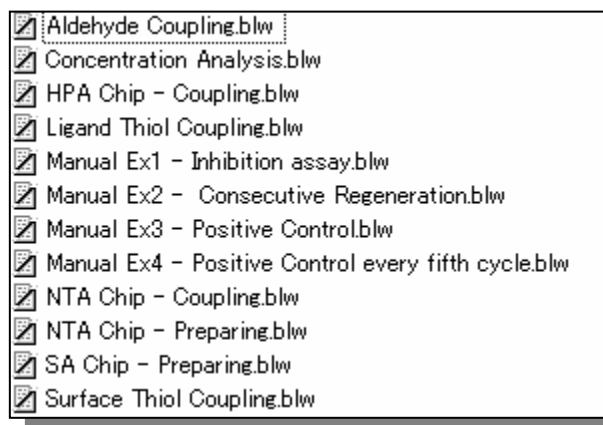 Aldehyde Coupling.blw
Concentration Analysis.blw
HPA Chip - Coupling.blw
Ligand Thiol Coupling.blw
Manual Ex1 - Inhibition assay.blw
Manual Ex2 -  Consecutive Regeneration.blw
Manual Ex3 - Positive Control.blw
Manual Ex4 - Positive Control every fifth cycle.blw
NTA Chip - Coupling.blw
NTA Chip - Preparing.blw
SA Chip - Preparing.blw
Surface Thiol Coupling.blw